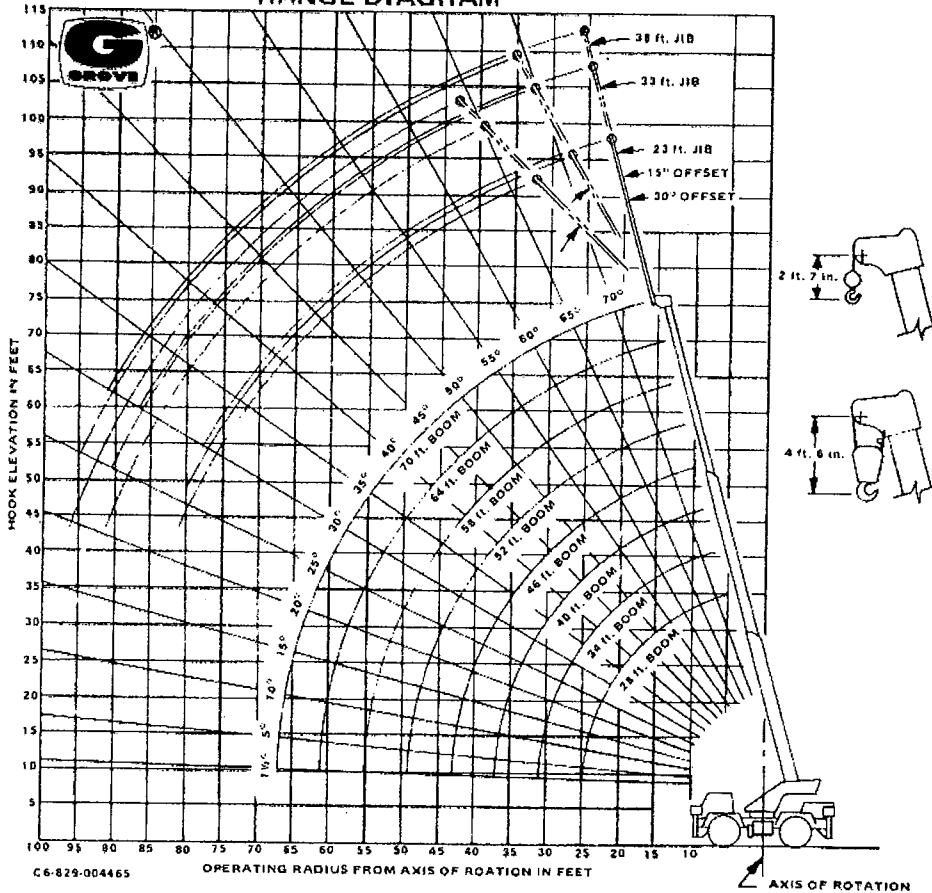 RANGE DIAGRAM
G
GROVE
®
115
110
105
100
95
90
85
80
75
70
65
60
55
50
45
40
35
30
25
20
15
10
5
HOOK ELEVATION IN FEET
38 ft. JIB
33 ft. JIB
23 ft. JIB
15° OFFSET
30° OFFSET
2 ft. 7 in.
4 ft. 6 in.
70°
65°
60°
55°
50°
45°
40°
35°
30°
25°
20°
15°
10°
5°
1½°
70 ft. BOOM
64 ft. BOOM
58 ft. BOOM
52 ft. BOOM
46 ft. BOOM
40 ft. BOOM
34 ft. BOOM
28 ft. BOOM
100 95 90 85 80 75 70 65 60 55 50 45 40 35 30 25 20 15 10
C6-829-004465
OPERATING RADIUS FROM AXIS OF ROATION IN FEET
AXIS OF ROTATION